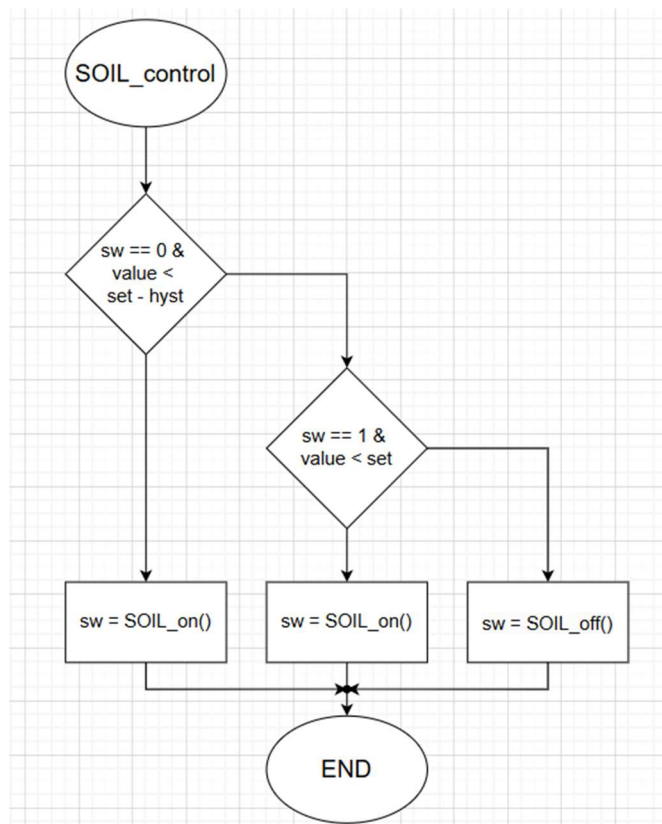 SOIL_control
sw == 0 &
value <
set - hyst
sw == 1 &
value < set
sw = SOIL_on()
sw = SOIL_on()
sw = SOIL_off()
END